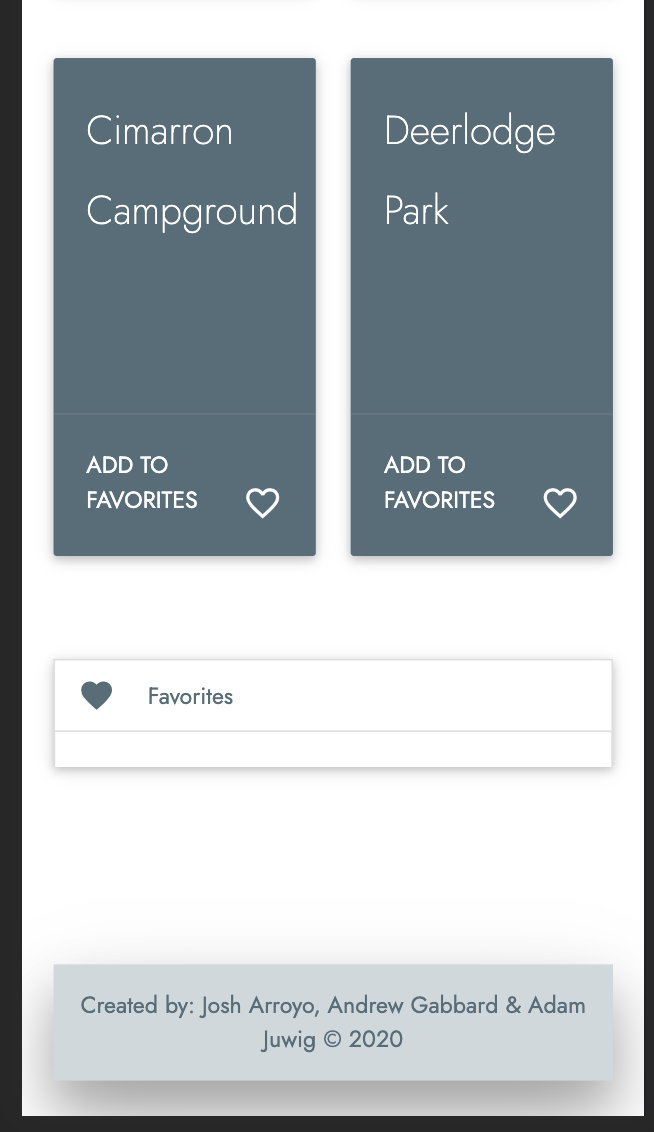 Cimarron
Campground
ADD TO
FAVORITES
Deerlodge
Park
ADD TO
FAVORITES
Favorites
Created by: Josh Arroyo, Andrew Gabbard & Adam
Juwig © 2020